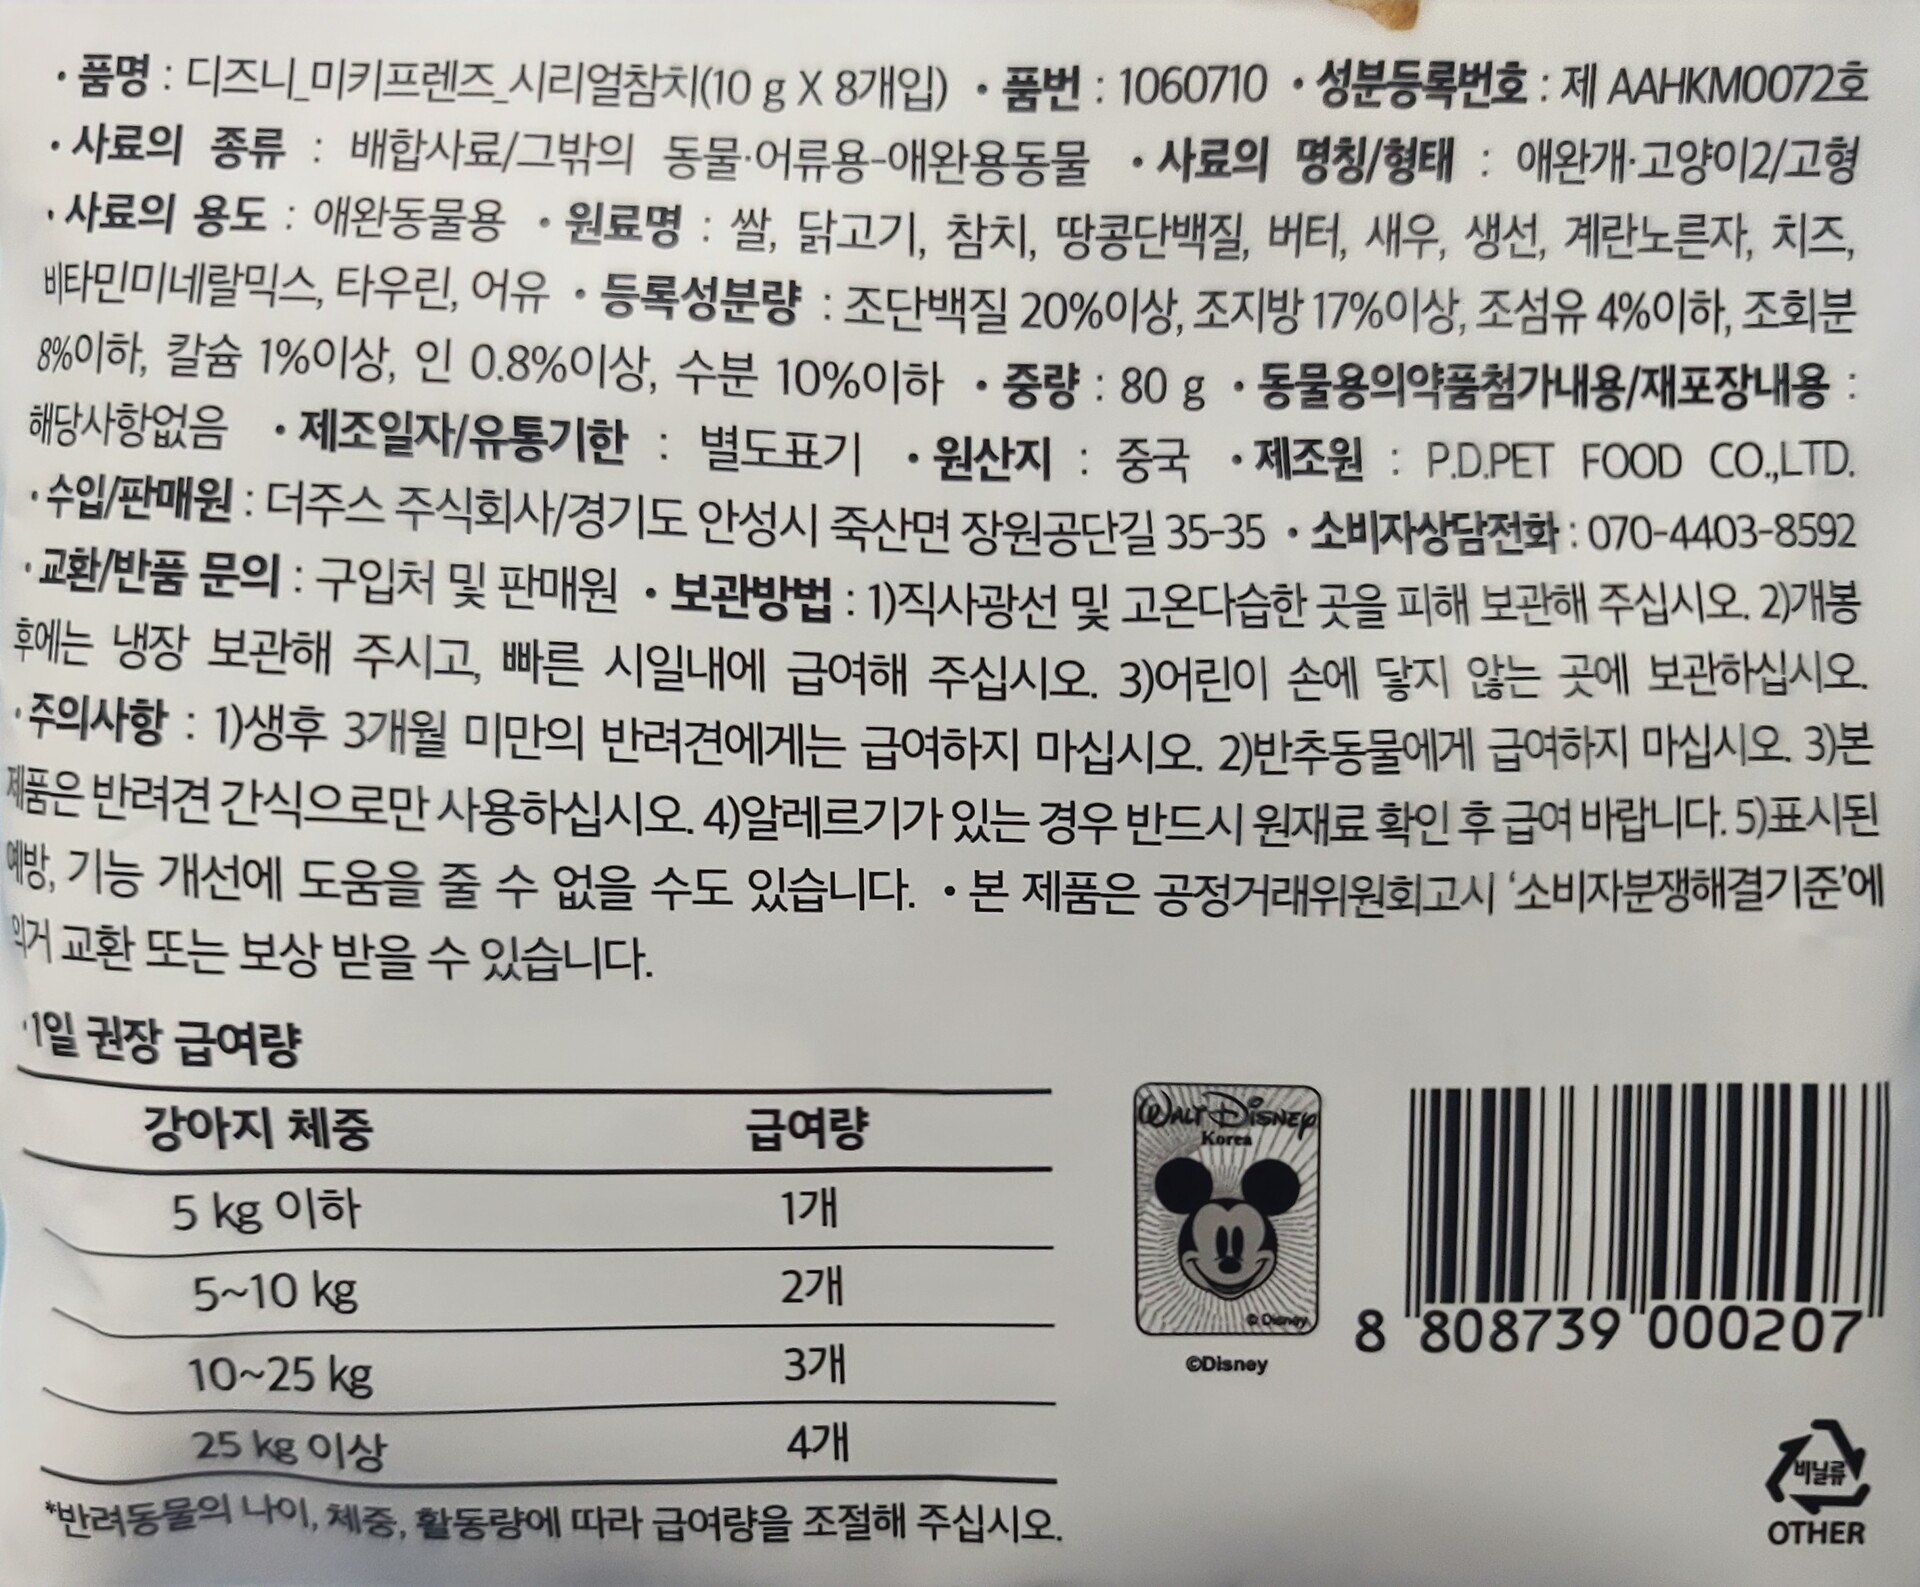 · 품명 : 디즈니_미키프렌즈_시리얼참치(10 g X 8개입) · 품번 : 1060710 · 성분등록번호 : 제 AAHKM0072호
· 사료의 종류 : 배합사료/그밖의 동물·어류용-애완용동물 · 사료의 명칭/형태 : 애완개·고양이2/고형
· 사료의 용도 : 애완동물용 · 원료명 : 쌀, 닭고기, 참치, 땅콩단백질, 버터, 새우, 생선, 계란노른자, 치즈,
비타민미네랄믹스, 타우린, 어유 · 등록성분량 : 조단백질 20%이상, 조지방 17%이상, 조섬유 4%이하, 조회분
8%이하, 칼슘 1%이상, 인 0.8%이상, 수분 10%이하 · 중량 : 80 g · 동물용의약품첨가내용/재포장내용 :
해당사항없음 · 제조일자/유통기한 : 별도표기 · 원산지 : 중국 · 제조원 : P.D.PET FOOD CO.,LTD.
· 수입/판매원 : 더주스 주식회사/경기도 안성시 죽산면 장원공단길 35-35 · 소비자상담전화 : 070-4403-8592
· 교환/반품 문의 : 구입처 및 판매원 · 보관방법 : 1)직사광선 및 고온다습한 곳을 피해 보관해 주십시오. 2)개봉
후에는 냉장 보관해 주시고, 빠른 시일내에 급여해 주십시오. 3)어린이 손에 닿지 않는 곳에 보관하십시오.
· 주의사항 : 1)생후 3개월 미만의 반려견에게는 급여하지 마십시오. 2)반추동물에게 급여하지 마십시오. 3)본
제품은 반려견 간식으로만 사용하십시오. 4)알레르기가 있는 경우 반드시 원재료 확인 후 급여 바랍니다. 5)표시된
예방, 기능 개선에 도움을 줄 수 없을 수도 있습니다. · 본 제품은 공정거래위원회고시 '소비자분쟁해결기준'에
의거 교환 또는 보상 받을 수 있습니다.
· 1일 권장 급여량
강아지 체중 급여량
5 kg 이하 1개
5~10 kg 2개
10~25 kg 3개
25 kg 이상 4개
*반려동물의 나이, 체중, 활동량에 따라 급여량을 조절해 주십시오.
WALT DISNEY
Korea
© Disney
©Disney
8 808739 000207
비닐류
OTHER